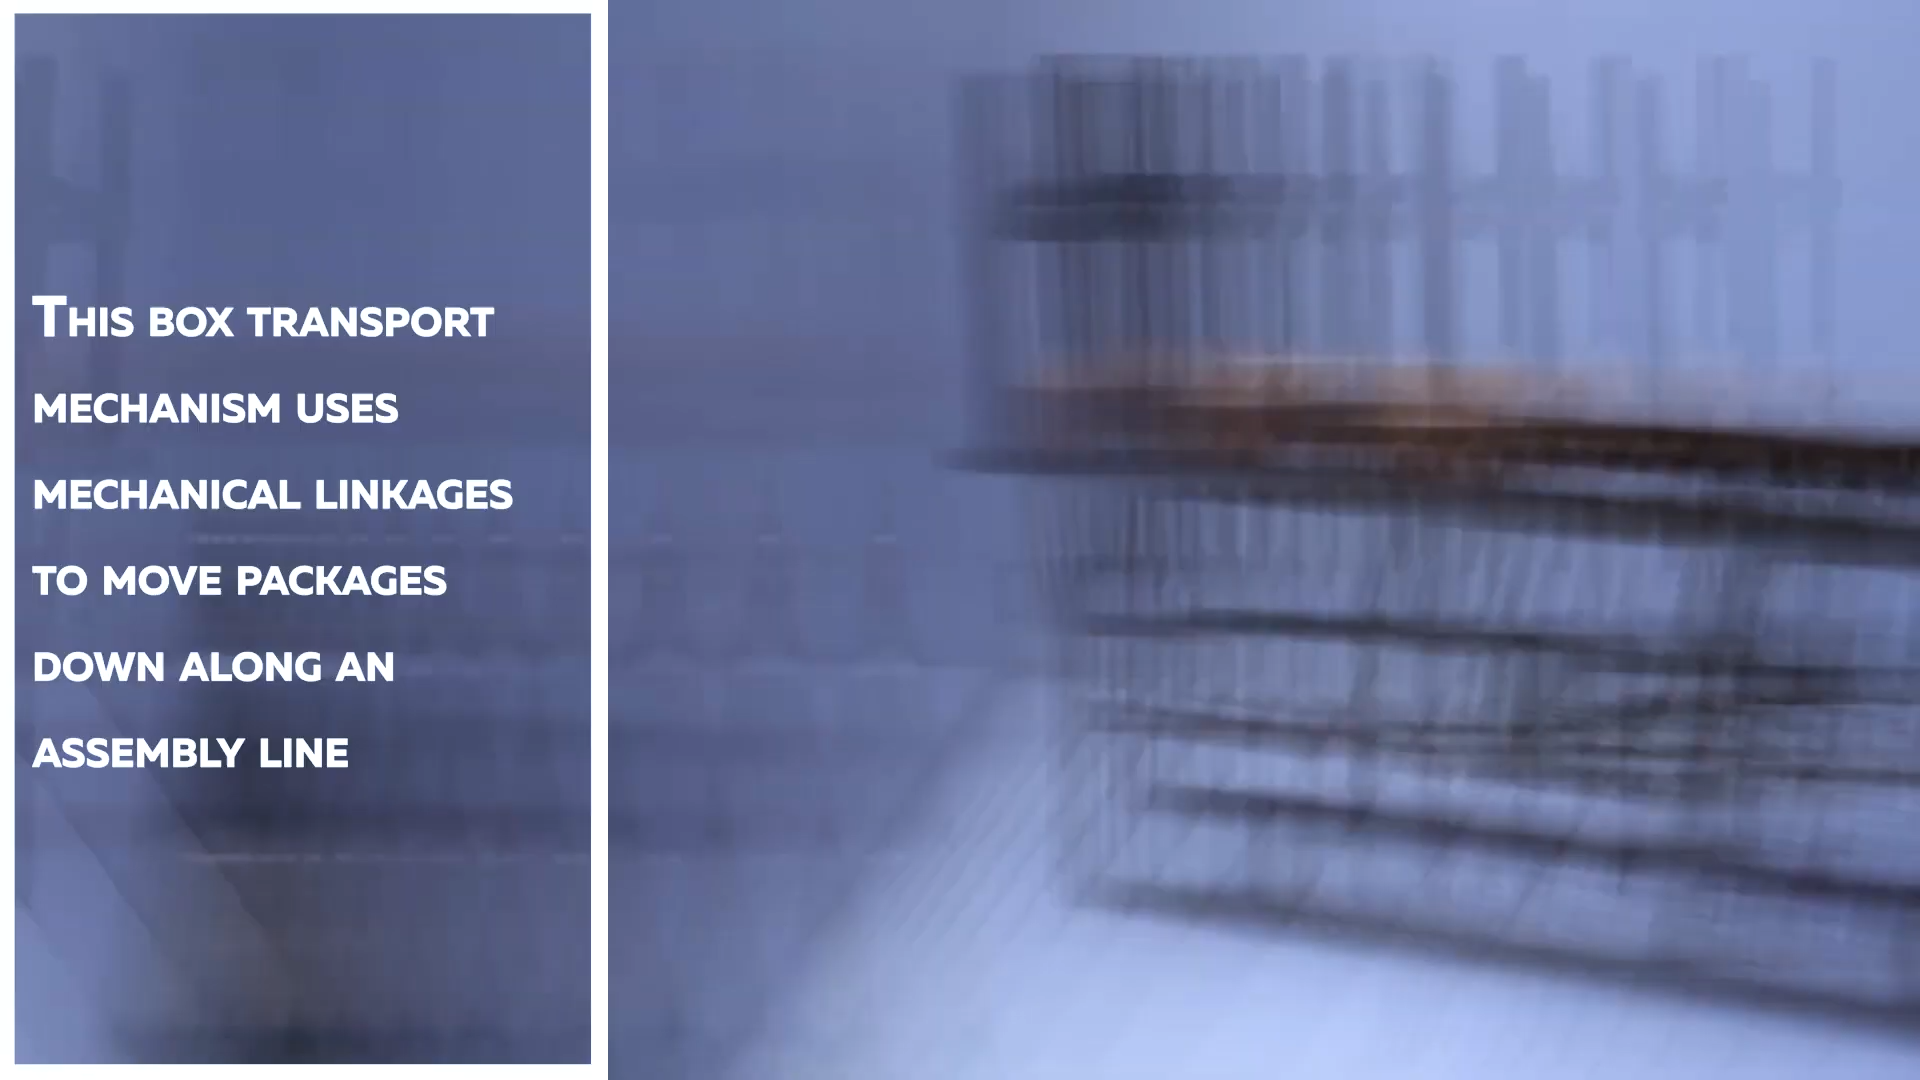 This box transport
mechanism uses
mechanical linkages
to move packages
down along an
assembly line